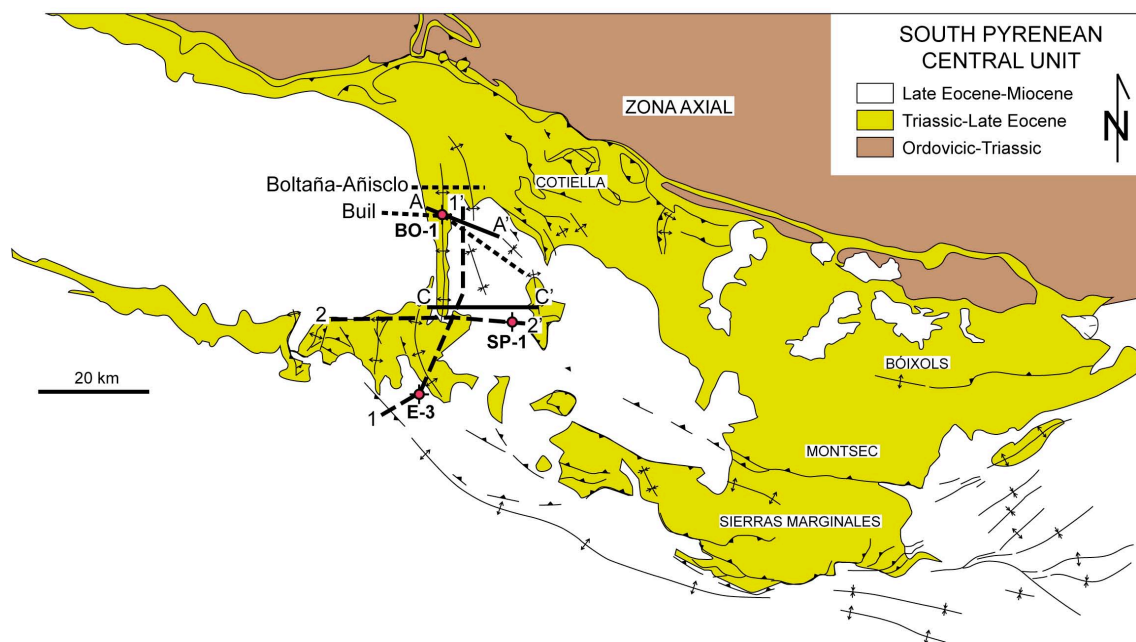 SOUTH PYRENEAN
CENTRAL UNIT
Late Eocene-Miocene
Triassic-Late Eocene
Ordovicic-Triassic
N
ZONA AXIAL
COTIELLA
Boltaña-Añisclo
A
1'
Buil
BO-1
A'
C
C'
2
2'
SP-1
20 km
BÓIXOLS
1
E-3
MONTSEC
SIERRAS MARGINALES